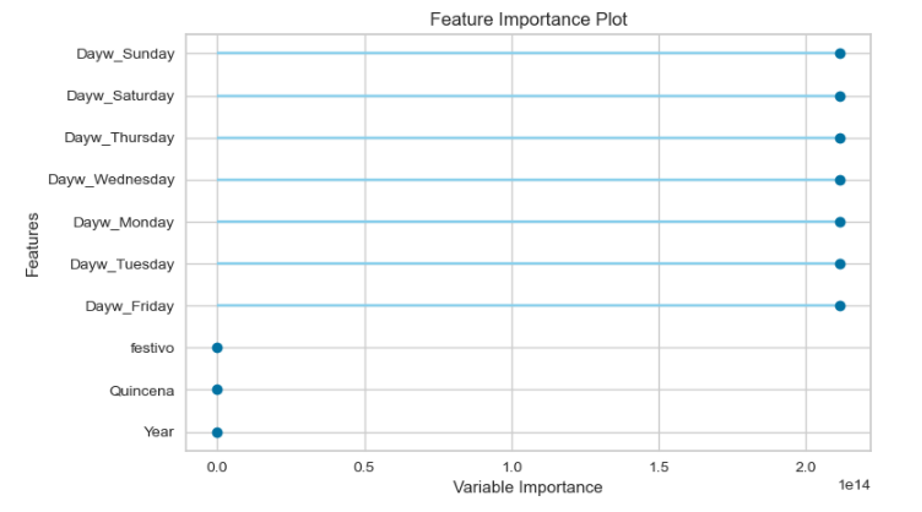 Feature Importance Plot
Dayw_Sunday
Dayw_Saturday
Dayw_Thursday
Dayw_Wednesday
Dayw_Monday
Dayw_Tuesday
Dayw_Friday
festivo
Quincena
Year
Features
0.0 0.5 1.0 1.5 2.0
1e14
Variable Importance